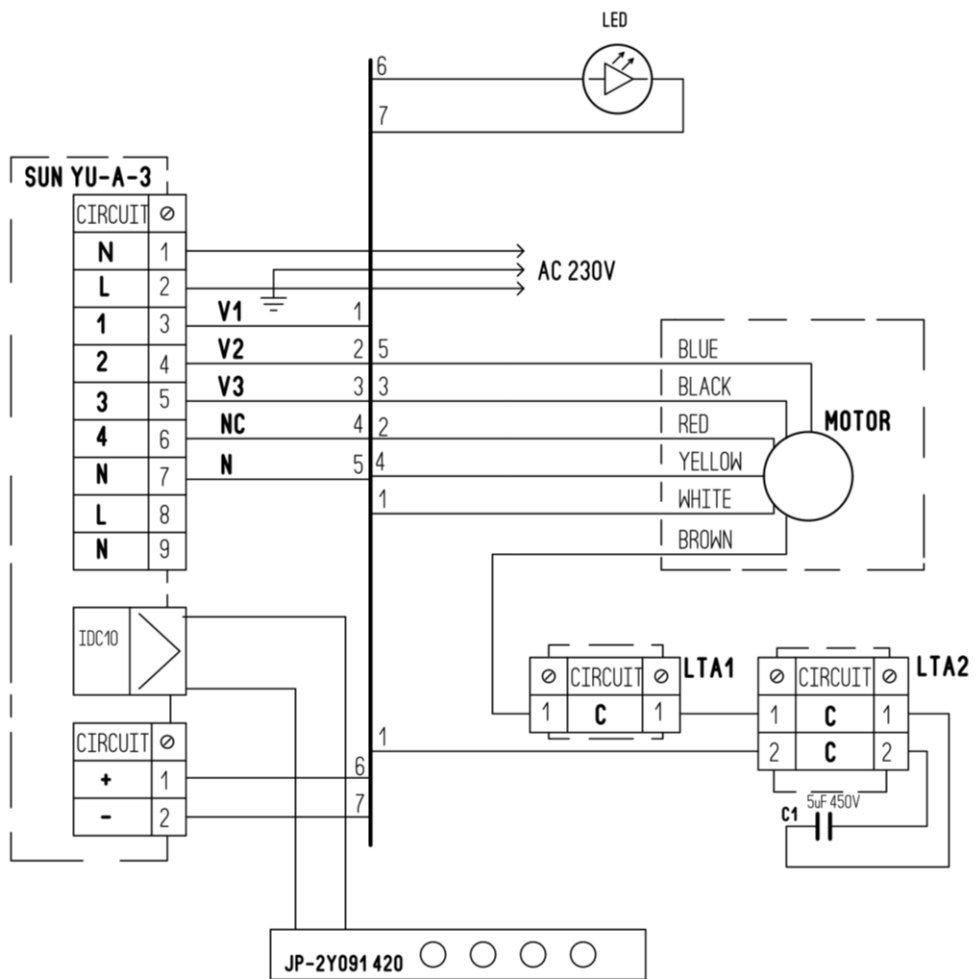 LED
6
7
SUN YU-A-3
CIRCUIT
N 1
L 2
AC 230V
1 3 V1 1
2 4 V2 2 5 BLUE
3 5 V3 3 3 BLACK
4 6 NC 4 2 RED
MOTOR
N 7 N 5 4 YELLOW
L 8 1 WHITE
N 9 BROWN
IDC10
CIRCUIT LTA1
1 C 1
CIRCUIT LTA2
1 C 1
2 C 2
C1 5uF 450V
1
CIRCUIT
+ 1 6
- 2 7
JP-2Y091 420